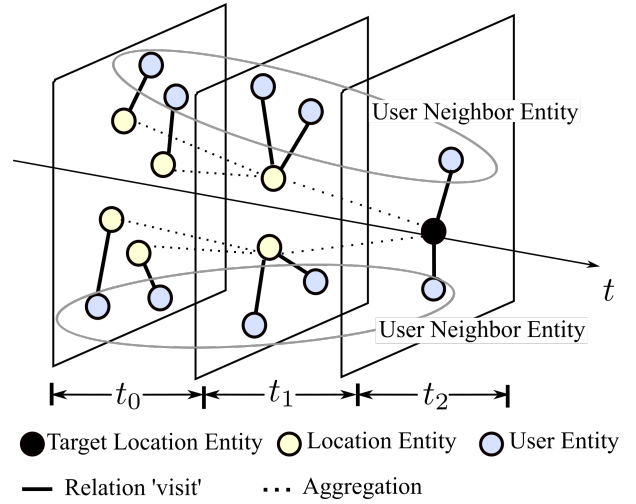 User Neighbor Entity
t
User Neighbor Entity
t₀ t₁ t₂
Target Location Entity Location Entity User Entity
Relation 'visit' Aggregation